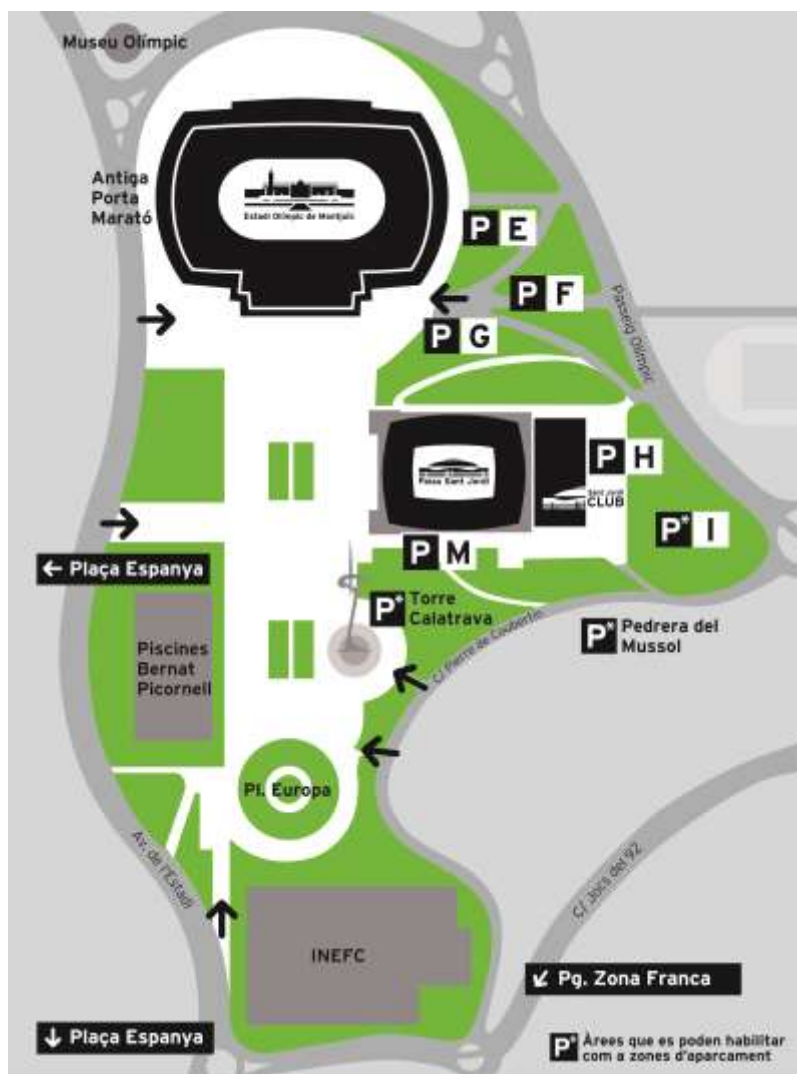 Museu Olímpic
Antiga
Porta
Marató
Estadi Olímpic de Montjuïc
P E
P F
P G
Passeig Olímpic
Palau Sant Jordi
P H
Sant Jordi
CLUB
P* I
P M
← Plaça Espanya
P* Torre
Calatrava
P* Pedrera del
Mussol
C/ Pierre de Coubertin
Piscines
Bernat
Picornell
Pl. Europa
Av. de l'Estadi
C/ Jocs del 92
INEFC
↙ Pg. Zona Franca
↓ Plaça Espanya
P* Àrees que es poden habilitar
com a zones d'aparcament